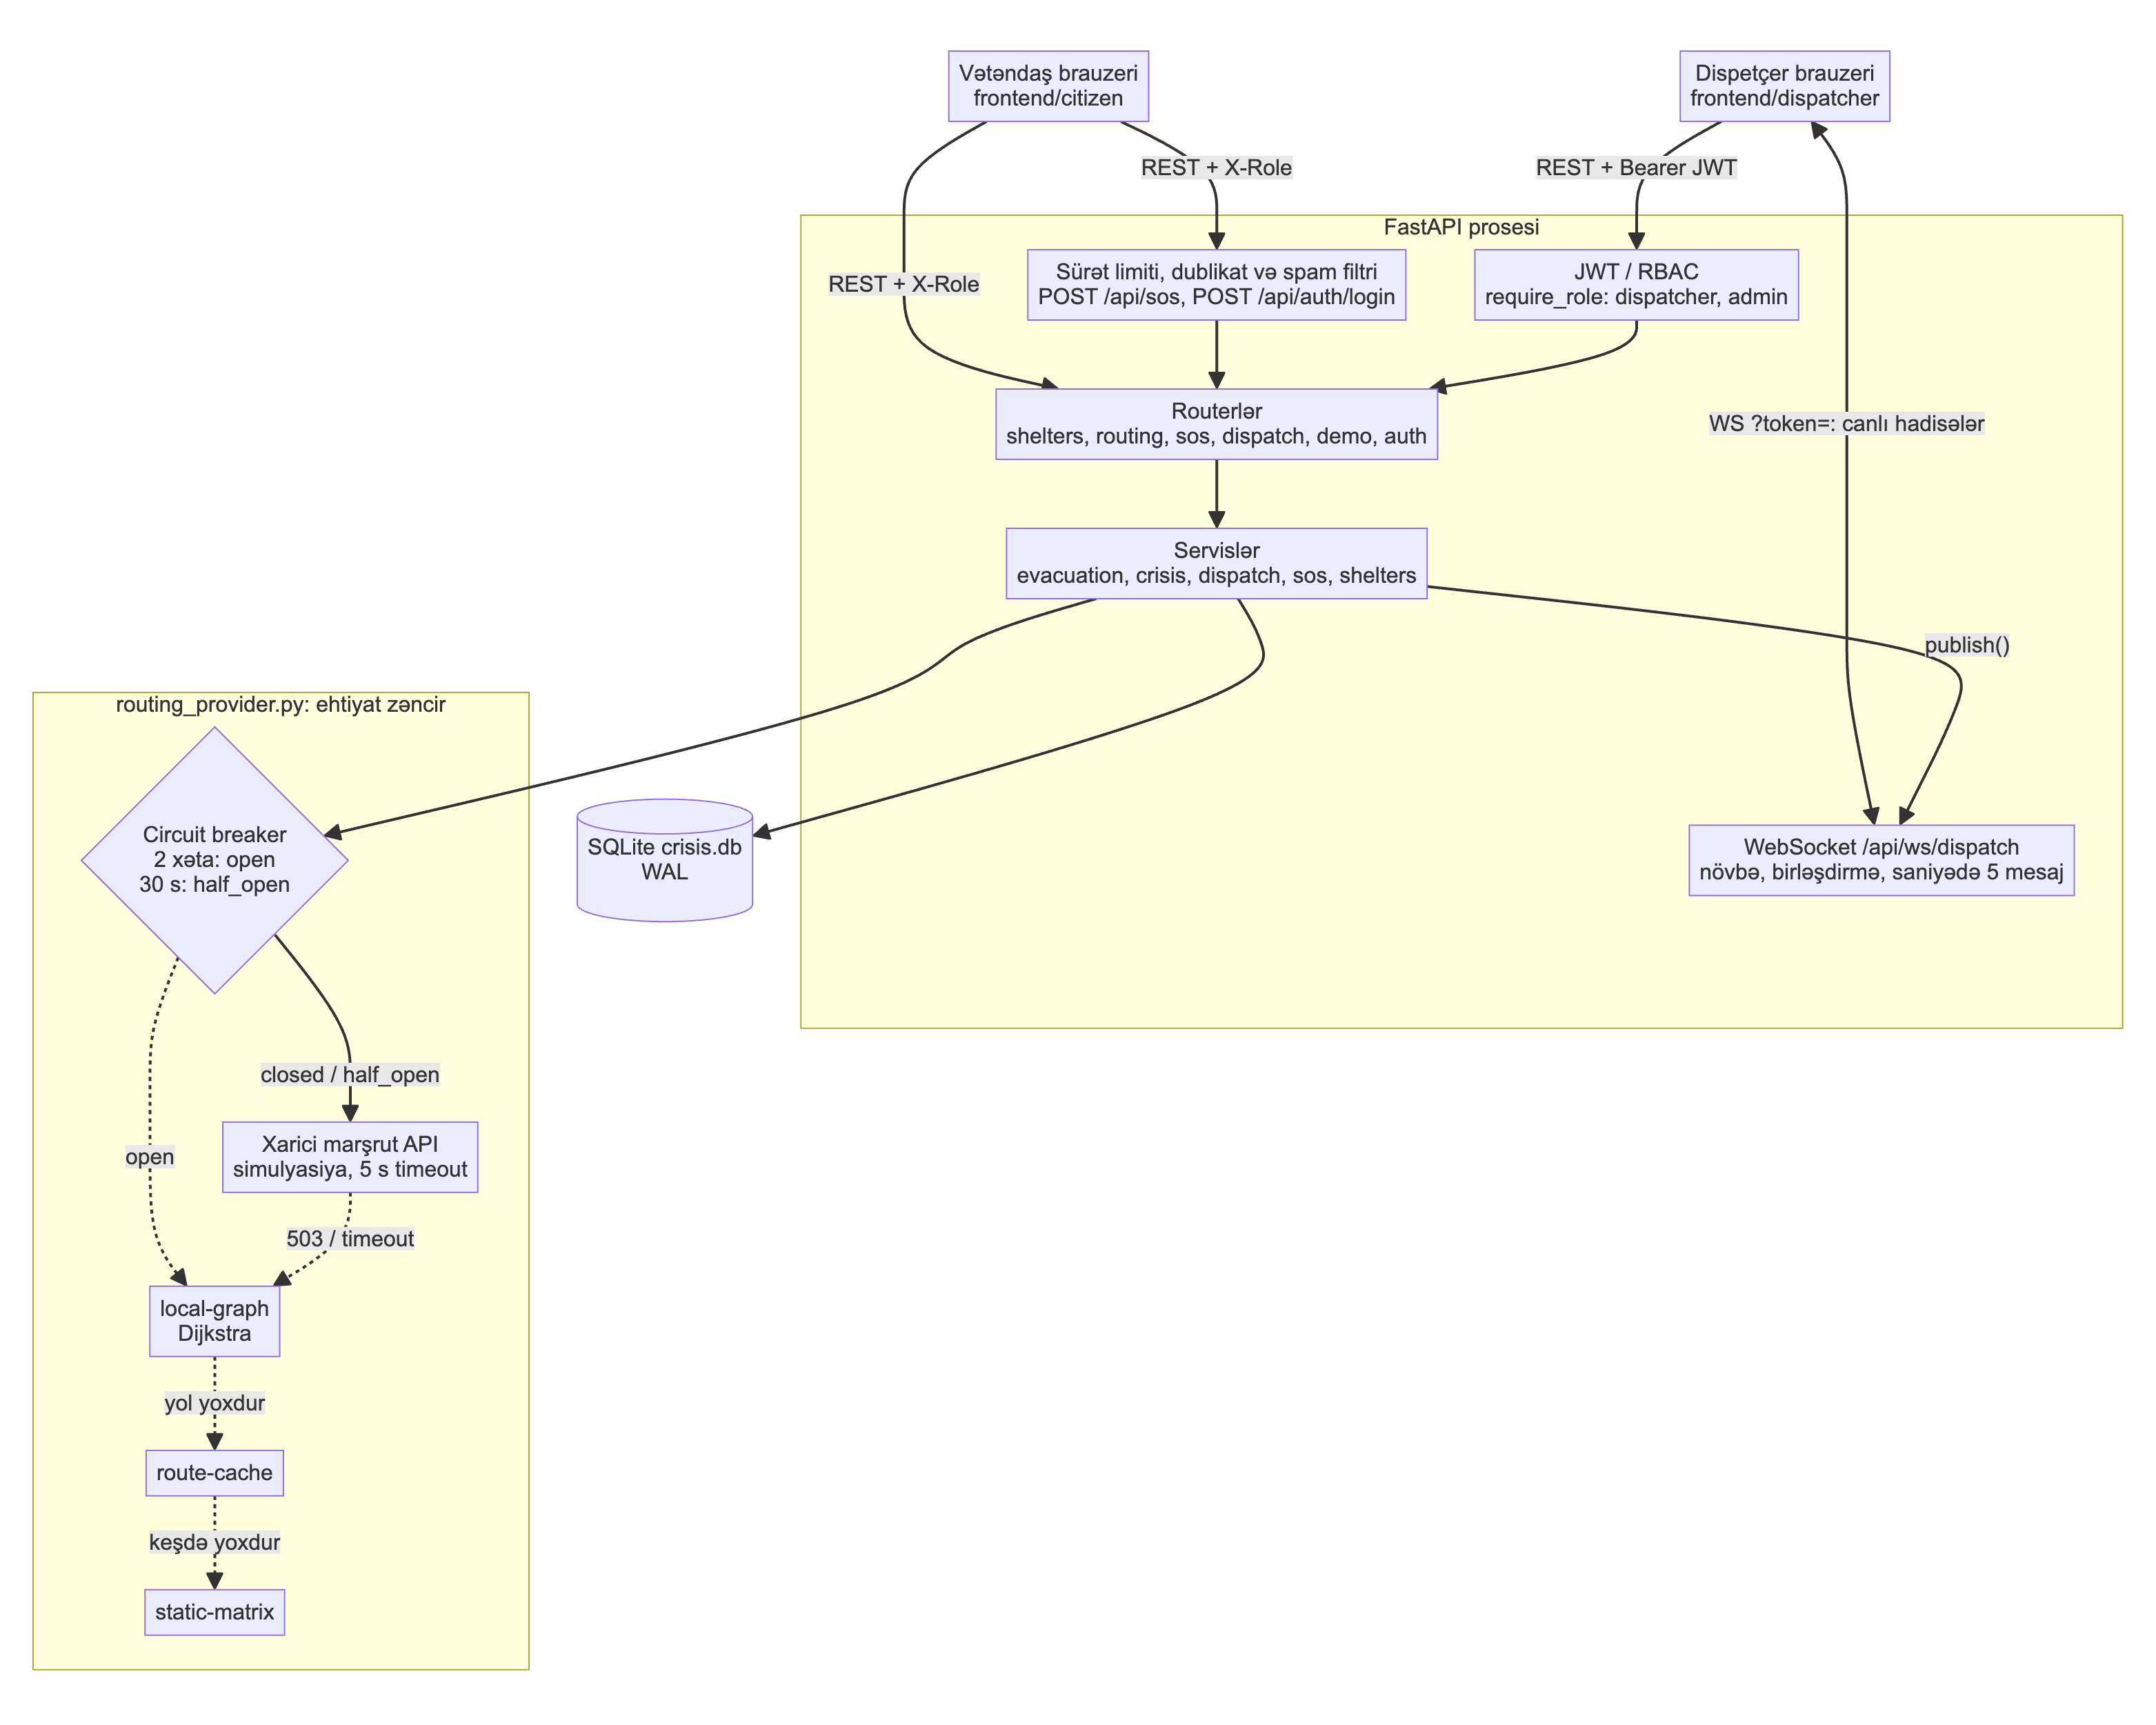 Vətəndaş brauzeri
frontend/citizen
Dispetçer brauzeri
frontend/dispatcher
REST + X-Role
REST + Bearer JWT
FastAPI prosesi
REST + X-Role
Sürət limiti, dublikat və spam filtri
POST /api/sos, POST /api/auth/login
JWT / RBAC
require_role: dispatcher, admin
Routerlər
shelters, routing, sos, dispatch, demo, auth
WS ?token=: canlı hadisələr
Servislər
evacuation, crisis, dispatch, sos, shelters
publish()
routing_provider.py: ehtiyat zəncir
Circuit breaker
2 xəta: open
30 s: half_open
SQLite crisis.db
WAL
WebSocket /api/ws/dispatch
növbə, birləşdirmə, saniyədə 5 mesaj
closed / half_open
open
Xarici marşrut API
simulyasiya, 5 s timeout
503 / timeout
local-graph
Dijkstra
yol yoxdur
route-cache
keşdə yoxdur
static-matrix